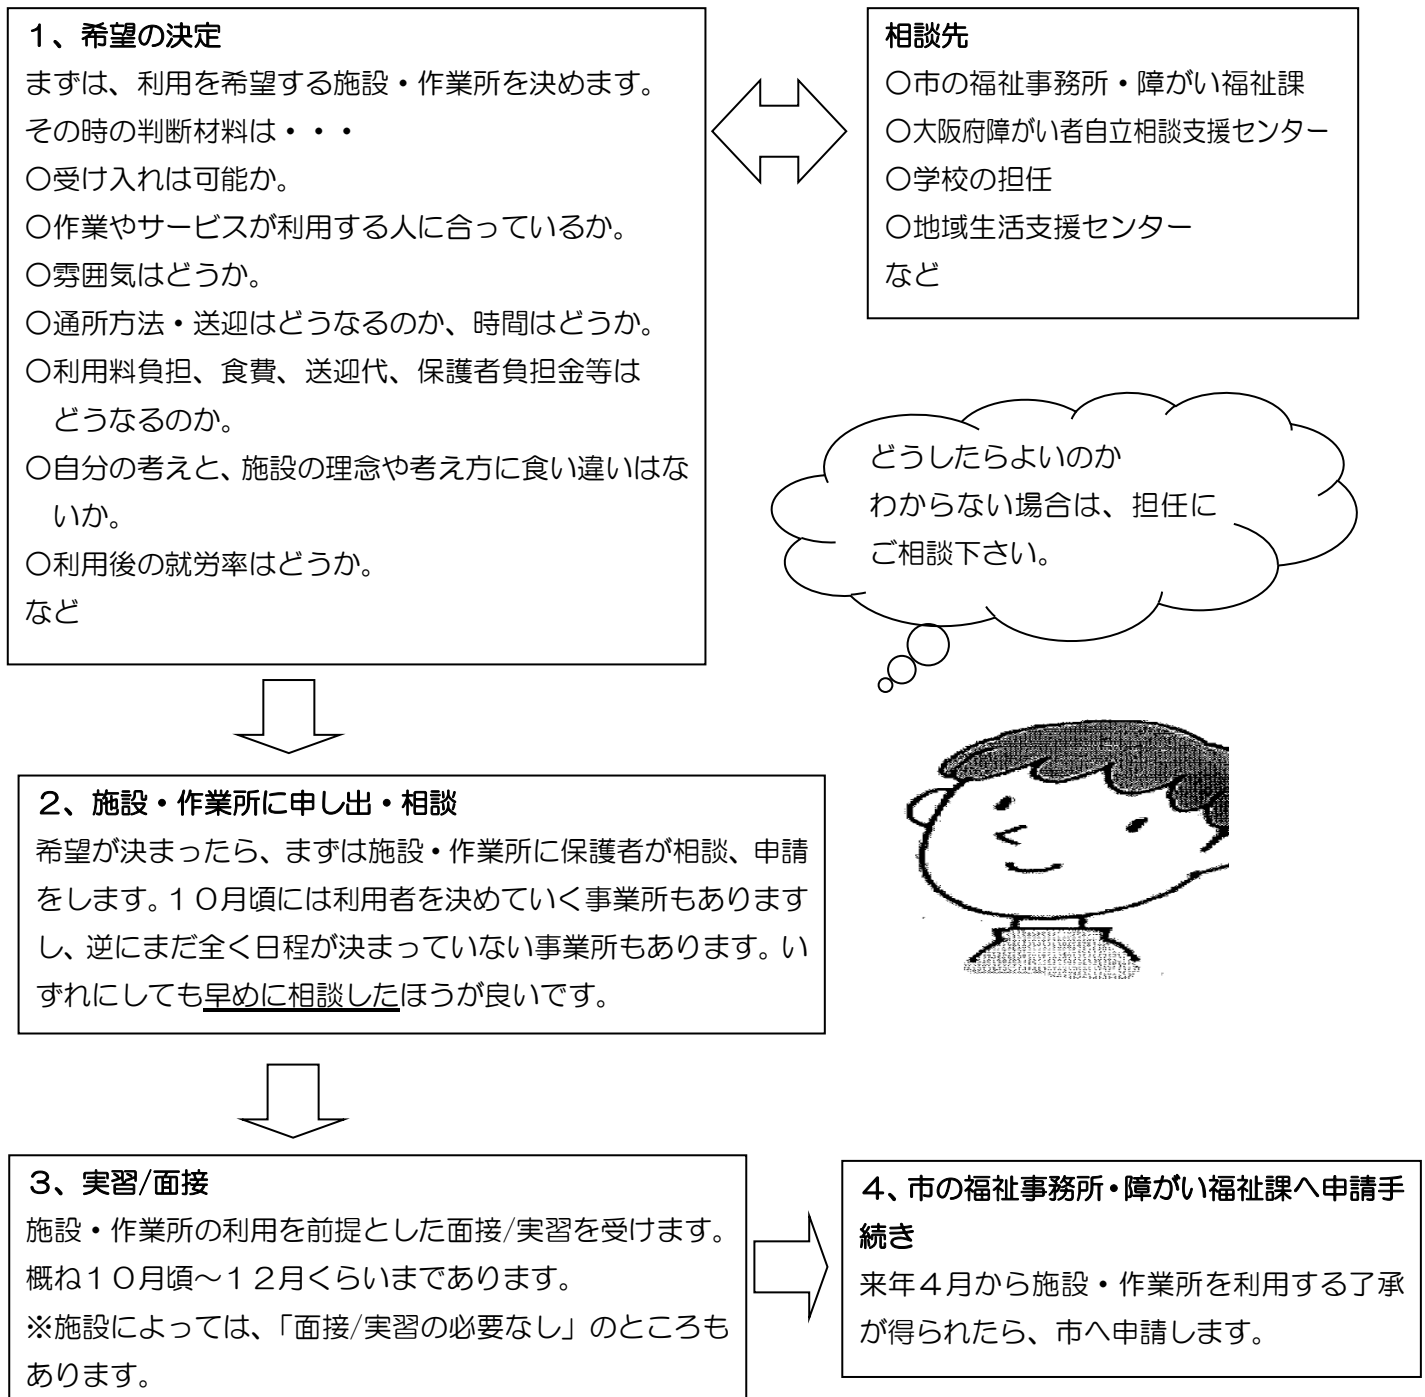 １、希望の決定
まずは、利用を希望する施設・作業所を決めます。
その時の判断材料は・・・
○受け入れは可能か。
○作業やサービスが利用する人に合っているか。
○雰囲気はどうか。
○通所方法・送迎はどうなるのか、時間はどうか。
○利用料負担、食費、送迎代、保護者負担金等は
どうなるのか。
○自分の考えと、施設の理念や考え方に食い違いはな
いか。
○利用後の就労率はどうか。
など
相談先
○市の福祉事務所・障がい福祉課
○大阪府障がい者自立相談支援センター
○学校の担任
○地域生活支援センター
など
どうしたらよいのか
わからない場合は、担任に
ご相談下さい。
２、施設・作業所に申し出・相談
希望が決まったら、まずは施設・作業所に保護者が相談、申請
をします。１０月頃には利用者を決めていく事業所もあります
し、逆にまだ全く日程が決まっていない事業所もあります。い
ずれにしても早めに相談したほうが良いです。
３、実習/面接
施設・作業所の利用を前提とした面接/実習を受けます。
概ね１０月頃～１２月くらいまであります。
※施設によっては、「面接/実習の必要なし」のところも
あります。
４、市の福祉事務所・障がい福祉課へ申請手
続き
来年４月から施設・作業所を利用する了承
が得られたら、市へ申請します。